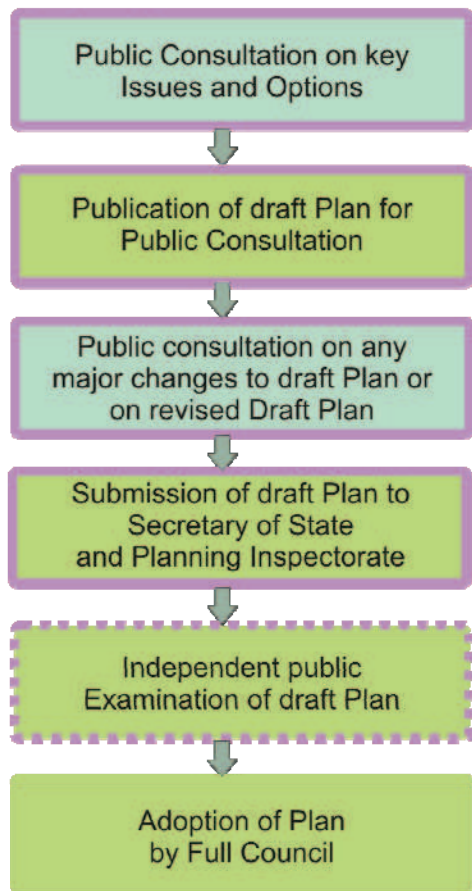 Public Consultation on key
Issues and Options
Publication of draft Plan for
Public Consultation
Public consultation on any
major changes to draft Plan or
on revised Draft Plan
Submission of draft Plan to
Secretary of State
and Planning Inspectorate
Independent public
Examination of draft Plan
Adoption of Plan
by Full Council